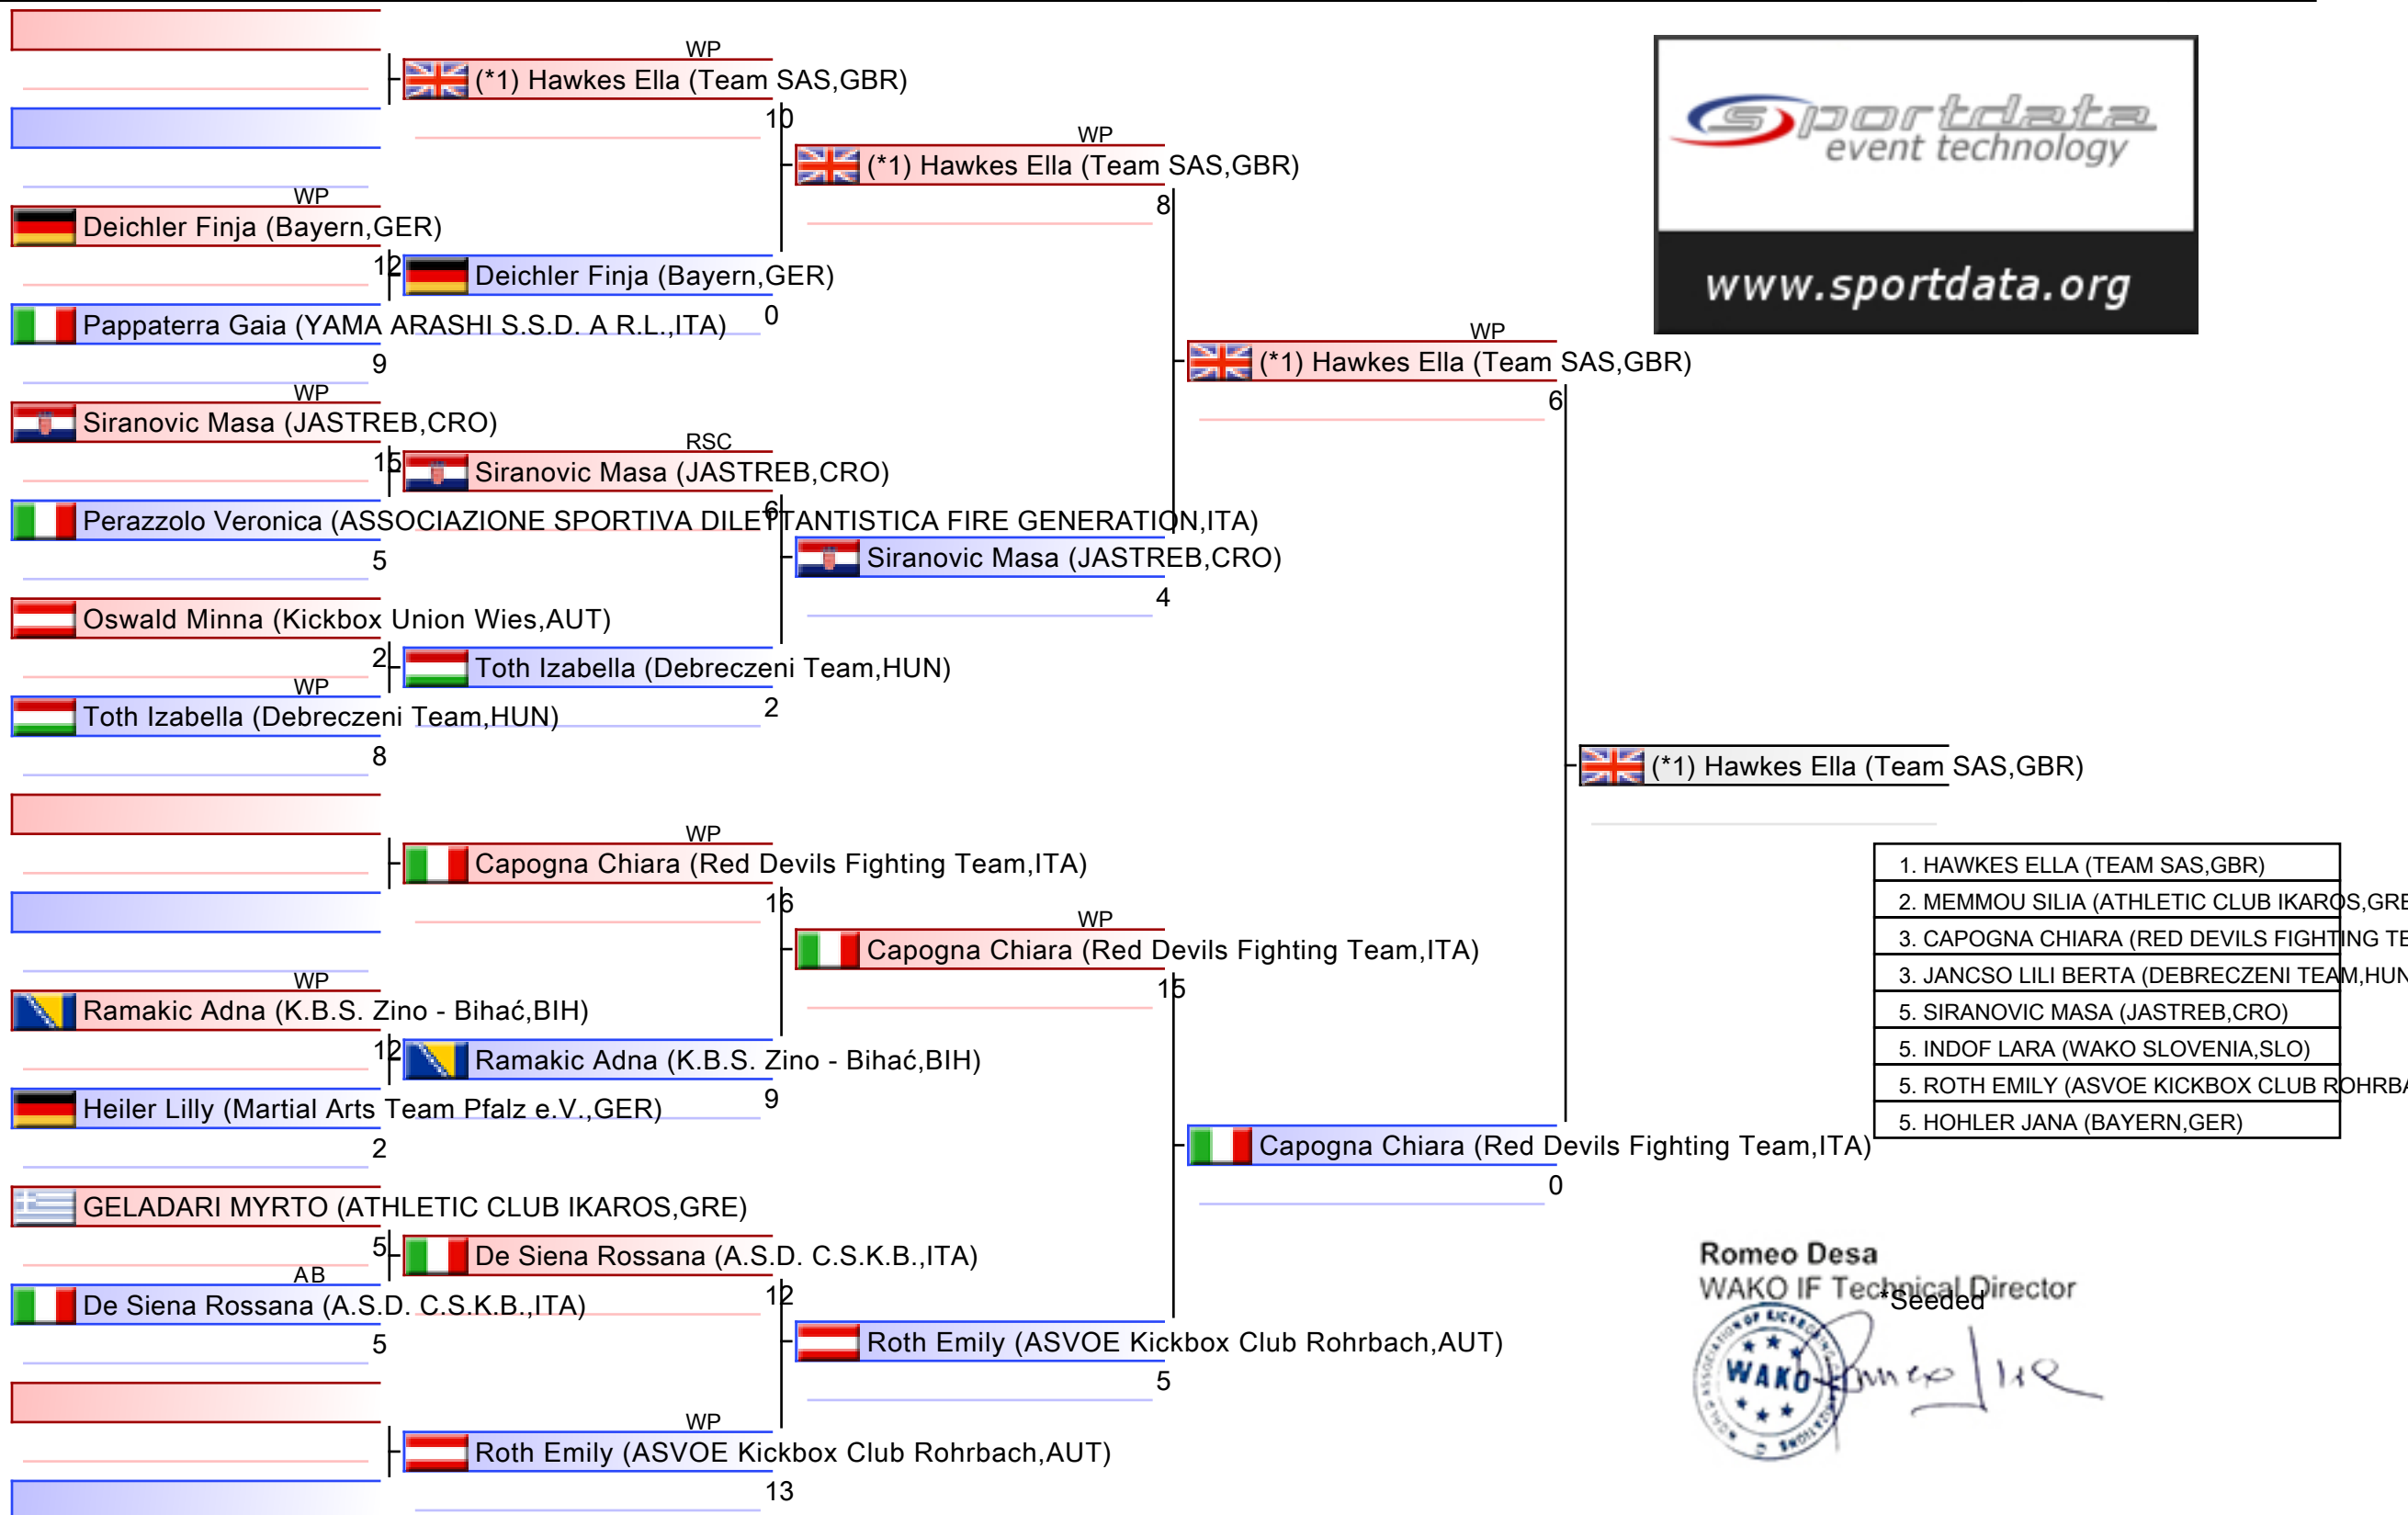 WP
(*1) Hawkes Ella (Team SAS,GBR)
10
WP
Deichler Finja (Bayern,GER)
12
Deichler Finja (Bayern,GER)
0
Pappaterra Gaia (YAMA ARASHI S.S.D. A R.L.,ITA)
9
WP
(*1) Hawkes Ella (Team SAS,GBR)
8
WP
Siranovic Masa (JASTREB,CRO)
15
RSC
Siranovic Masa (JASTREB,CRO)
6
Perazzolo Veronica (ASSOCIAZIONE SPORTIVA DILETTANTISTICA FIRE GENERATION,ITA)
5
Siranovic Masa (JASTREB,CRO)
4
Oswald Minna (Kickbox Union Wies,AUT)
2
Toth Izabella (Debreczeni Team,HUN)
2
WP
Toth Izabella (Debreczeni Team,HUN)
8
WP
(*1) Hawkes Ella (Team SAS,GBR)
6
(*1) Hawkes Ella (Team SAS,GBR)
WP
Capogna Chiara (Red Devils Fighting Team,ITA)
16
WP
Capogna Chiara (Red Devils Fighting Team,ITA)
15
WP
Ramakic Adna (K.B.S. Zino - Bihać,BIH)
12
Ramakic Adna (K.B.S. Zino - Bihać,BIH)
9
Heiler Lilly (Martial Arts Team Pfalz e.V.,GER)
2
Capogna Chiara (Red Devils Fighting Team,ITA)
0
GELADARI MYRTO (ATHLETIC CLUB IKAROS,GRE)
5
De Siena Rossana (A.S.D. C.S.K.B.,ITA)
12
AB
De Siena Rossana (A.S.D. C.S.K.B.,ITA)
5
Roth Emily (ASVOE Kickbox Club Rohrbach,AUT)
5
WP
Roth Emily (ASVOE Kickbox Club Rohrbach,AUT)
13
sportdata
event technology
www.sportdata.org
1. HAWKES ELLA (TEAM SAS,GBR)
2. MEMMOU SILIA (ATHLETIC CLUB IKAROS,GRE
3. CAPOGNA CHIARA (RED DEVILS FIGHTING TE
3. JANCSO LILI BERTA (DEBRECZENI TEAM,HUN
5. SIRANOVIC MASA (JASTREB,CRO)
5. INDOF LARA (WAKO SLOVENIA,SLO)
5. ROTH EMILY (ASVOE KICKBOX CLUB ROHRBA
5. HOHLER JANA (BAYERN,GER)
Romeo Desa
WAKO IF Technical Director
*Seeded
WAKO